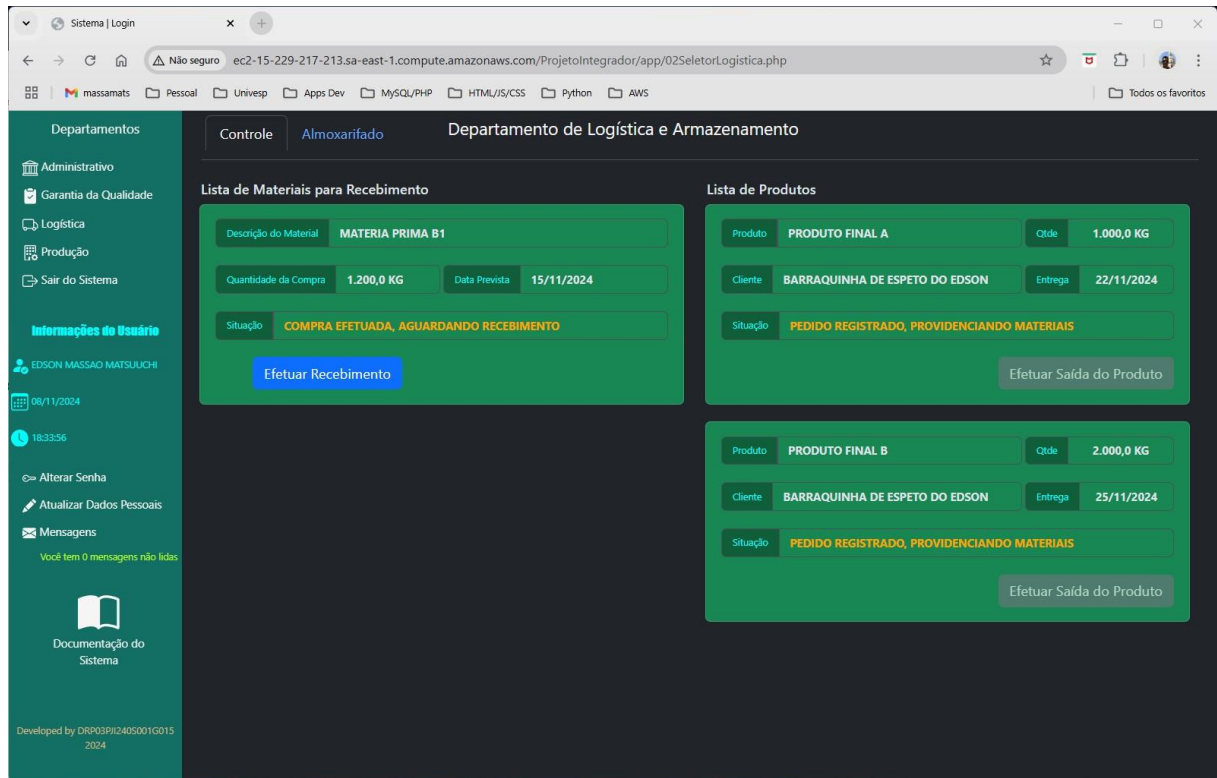 Sistema | Login
Não seguro ec2-15-229-217-213.sa-east-1.compute.amazonaws.com/ProjetoIntegrador/app/02SeletorLogistica.php
massamats Pessoal Univesp Apps Dev MySQL/PHP HTML/JS/CSS Python AWS Todos os favoritos
Departamentos
Administrativo
Garantia da Qualidade
Logística
Produção
Sair do Sistema
Informações do Usuário
EDSON MASSAO MATSUUCHI
08/11/2024
18:33:56
Alterar Senha
Atualizar Dados Pessoais
Mensagens
Você tem 0 mensagens não lidas
Documentação do
Sistema
Developed by DRP03PJI240S001G015
2024
Controle Almoxarifado Departamento de Logística e Armazenamento
Lista de Materiais para Recebimento
Descrição do Material MATERIA PRIMA B1
Quantidade da Compra 1.200,0 KG Data Prevista 15/11/2024
Situação COMPRA EFETUADA, AGUARDANDO RECEBIMENTO
Efetuar Recebimento
Lista de Produtos
Produto PRODUTO FINAL A Qtde 1.000,0 KG
Cliente BARRAQUINHA DE ESPETO DO EDSON Entrega 22/11/2024
Situação PEDIDO REGISTRADO, PROVIDENCIANDO MATERIAIS
Efetuar Saída do Produto
Produto PRODUTO FINAL B Qtde 2.000,0 KG
Cliente BARRAQUINHA DE ESPETO DO EDSON Entrega 25/11/2024
Situação PEDIDO REGISTRADO, PROVIDENCIANDO MATERIAIS
Efetuar Saída do Produto